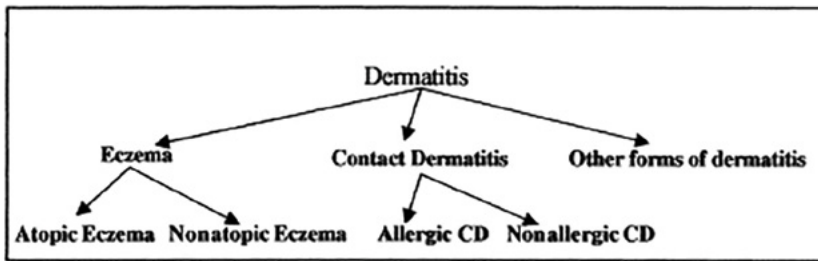 Dermatitis
Eczema Contact Dermatitis Other forms of dermatitis
Atopic Eczema Nonatopic Eczema Allergic CD Nonallergic CD